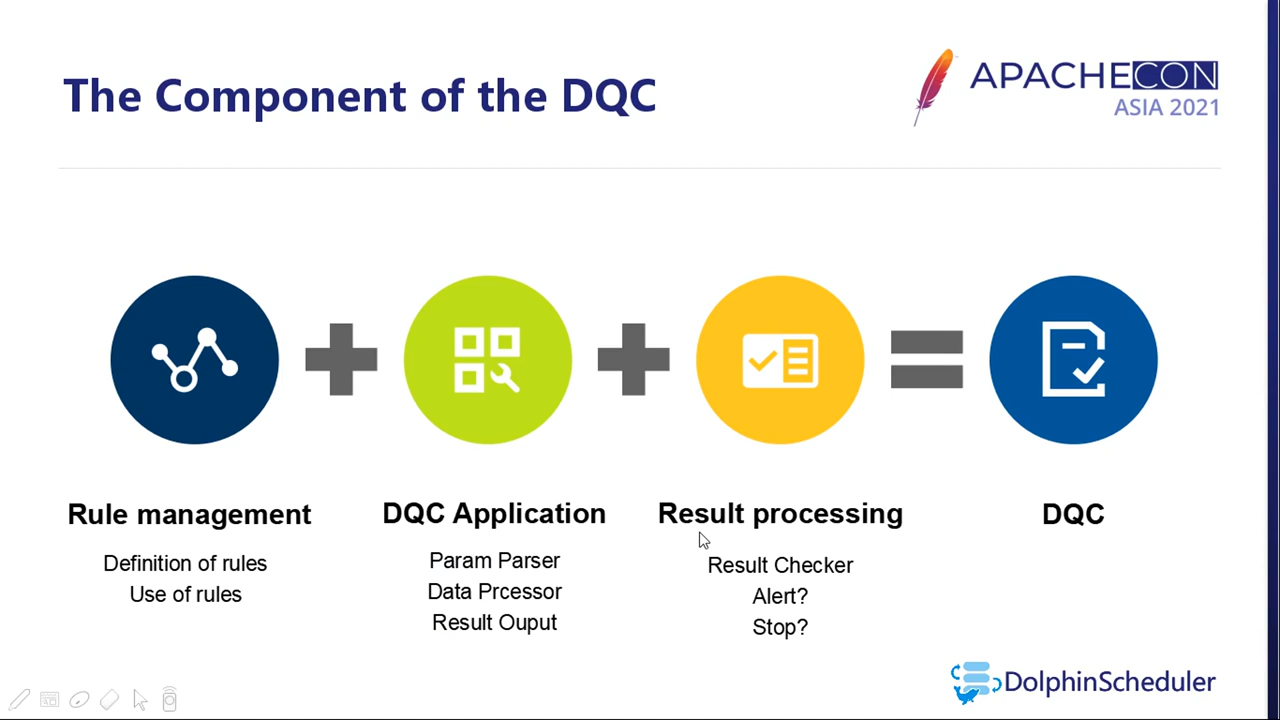 The Component of the DQC
APACHECON
ASIA 2021
Rule management
Definition of rules
Use of rules
DQC Application
Param Parser
Data Prcessor
Result Ouput
Result processing
Result Checker
Alert?
Stop?
DQC
DolphinScheduler